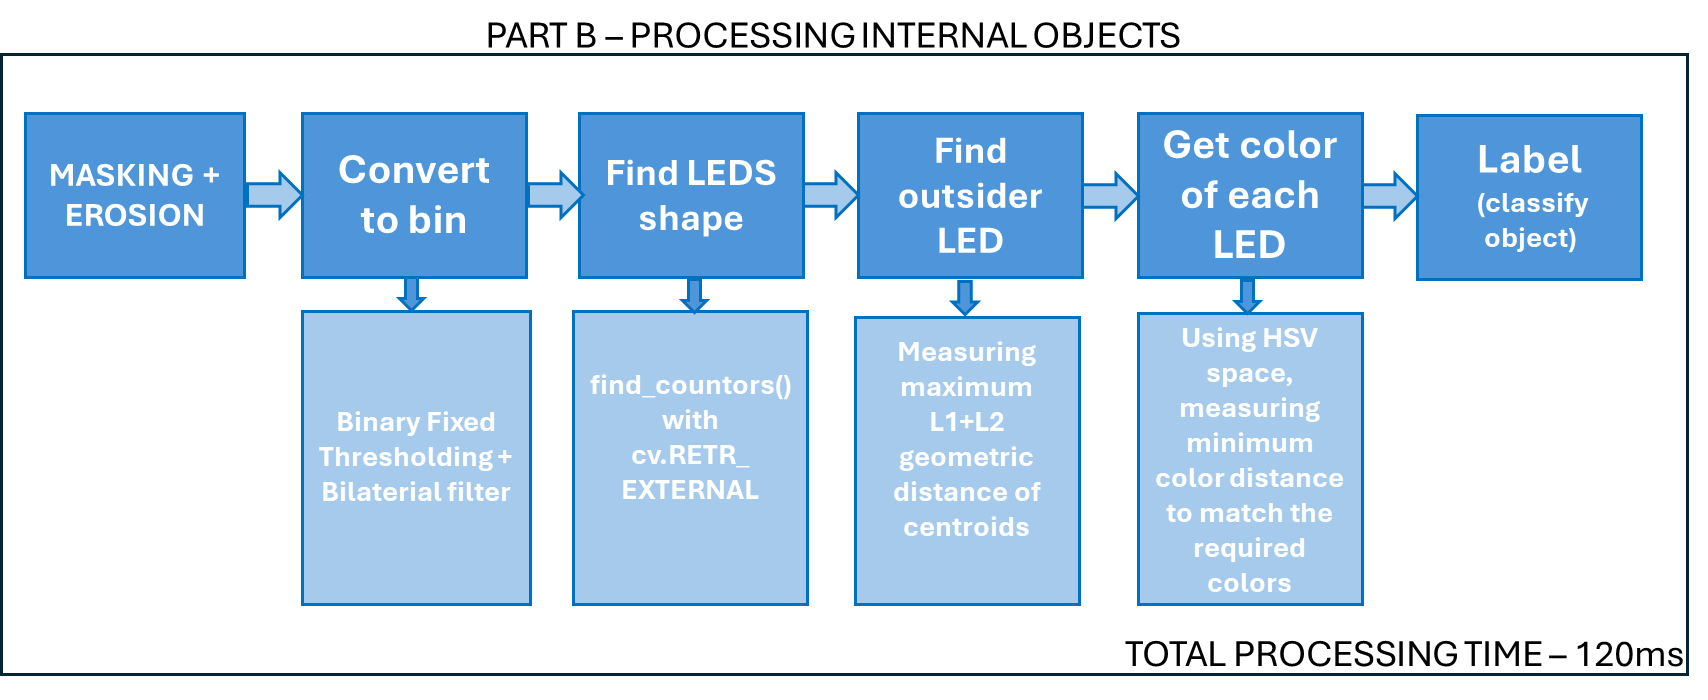 PART B – PROCESSING INTERNAL OBJECTS
MASKING +
EROSION
Convert
to bin
Find LEDS
shape
Find
outsider
LED
Get color
of each
LED
Label
(classify
object)
Binary Fixed
Thresholding +
Bilaterial filter
find_countors()
with
cv.RETR_
EXTERNAL
Measuring
maximum
L1+L2
geometric
distance of
centroids
Using HSV
space,
measuring
minimum
color distance
to match the
required
colors
TOTAL PROCESSING TIME – 120ms